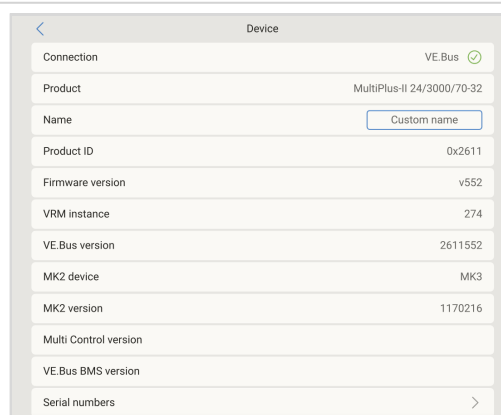 Device
Connection VE.Bus
Product MultiPlus-II 24/3000/70-32
Name Custom name
Product ID 0x2611
Firmware version v552
VRM instance 274
VE.Bus version 2611552
MK2 device MK3
MK2 version 1170216
Multi Control version
VE.Bus BMS version
Serial numbers